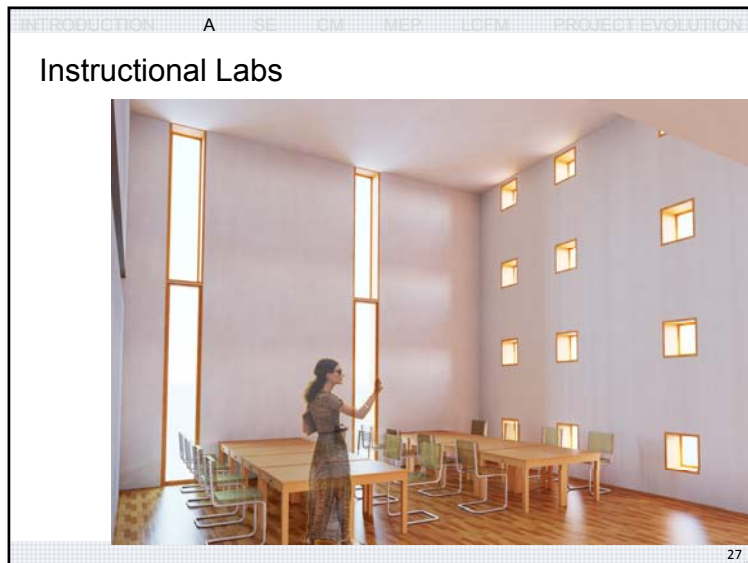 INTRODUCTION A SE CM MEP LCFM PROJECT EVOLUTION
Instructional Labs
27